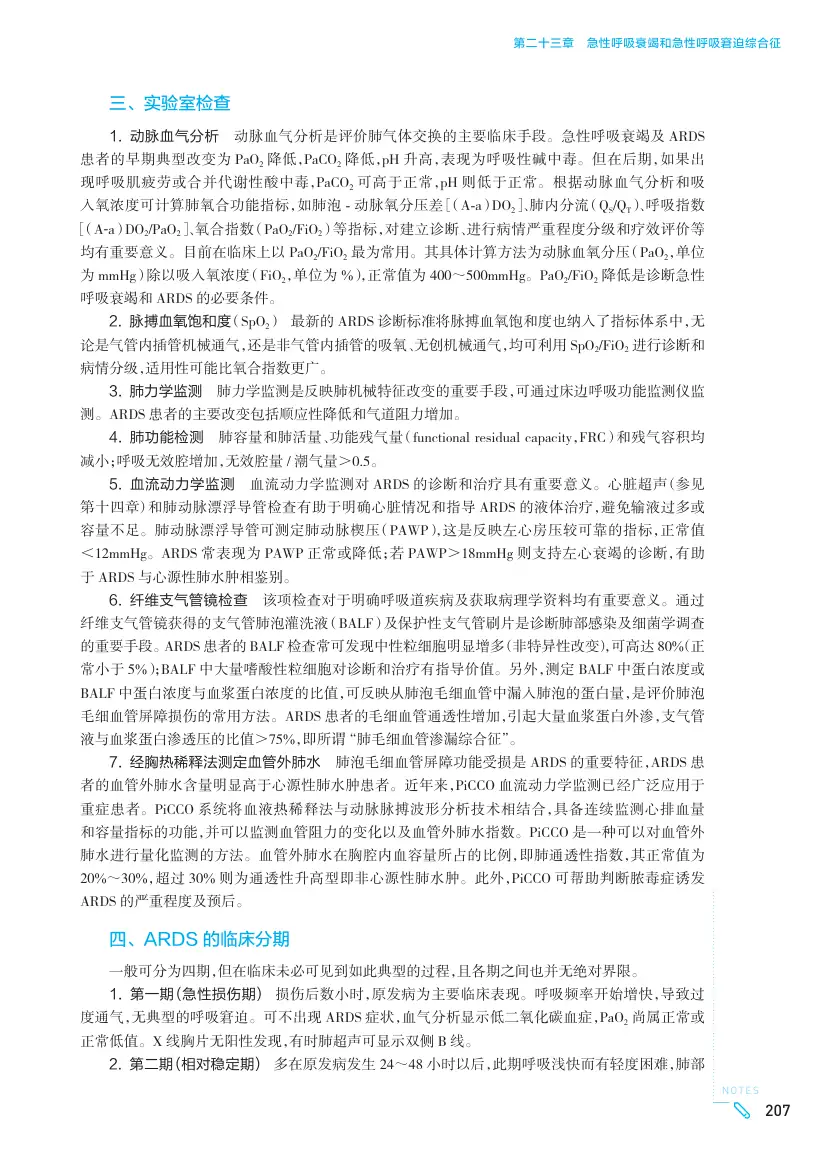 第二十三章 急性呼吸衰竭和急性呼吸窘迫综合征
三、实验室检查
1. 动脉血气分析 动脉血气分析是评价肺气体交换的主要临床手段。急性呼吸衰竭及 ARDS
患者的早期典型改变为 PaO₂ 降低,PaCO₂ 降低,pH 升高,表现为呼吸性碱中毒。但在后期,如果出
现呼吸肌疲劳或合并代谢性酸中毒,PaCO₂ 可高于正常,pH 则低于正常。根据动脉血气分析和吸
入氧浓度可计算肺氧合功能指标,如肺泡 - 动脉氧分压差[(A-a)DO₂]、肺内分流(Qs/QT)、呼吸指数
[(A-a)DO₂/PaO₂]、氧合指数(PaO₂/FiO₂)等指标,对建立诊断、进行病情严重程度分级和疗效评价等
均有重要意义。目前在临床上以 PaO₂/FiO₂ 最为常用。其具体计算方法为动脉血氧分压(PaO₂,单位
为 mmHg)除以吸入氧浓度(FiO₂,单位为 %),正常值为 400～500mmHg。PaO₂/FiO₂ 降低是诊断急性
呼吸衰竭和 ARDS 的必要条件。
2. 脉搏血氧饱和度(SpO₂) 最新的 ARDS 诊断标准将脉搏血氧饱和度也纳入了指标体系中,无
论是气管内插管机械通气,还是非气管内插管的吸氧、无创机械通气,均可利用 SpO₂/FiO₂ 进行诊断和
病情分级,适用性可能比氧合指数更广。
3. 肺力学监测 肺力学监测是反映肺机械特征改变的重要手段,可通过床边呼吸功能监测仪监
测。ARDS 患者的主要改变包括顺应性降低和气道阻力增加。
4. 肺功能检测 肺容量和肺活量、功能残气量(functional residual capacity,FRC)和残气容积均
减小;呼吸无效腔增加,无效腔量 / 潮气量＞0.5。
5. 血流动力学监测 血流动力学监测对 ARDS 的诊断和治疗具有重要意义。心脏超声(参见
第十四章)和肺动脉漂浮导管检查有助于明确心脏情况和指导 ARDS 的液体治疗,避免输液过多或
容量不足。肺动脉漂浮导管可测定肺动脉楔压(PAWP),这是反映左心房压较可靠的指标,正常值
＜12mmHg。ARDS 常表现为 PAWP 正常或降低;若 PAWP＞18mmHg 则支持左心衰竭的诊断,有助
于 ARDS 与心源性肺水肿相鉴别。
6. 纤维支气管镜检查 该项检查对于明确呼吸道疾病及获取病理学资料均有重要意义。通过
纤维支气管镜获得的支气管肺泡灌洗液(BALF)及保护性支气管刷片是诊断肺部感染及细菌学调查
的重要手段。ARDS 患者的 BALF 检查常可发现中性粒细胞明显增多(非特异性改变),可高达 80%(正
常小于 5%);BALF 中大量嗜酸性粒细胞对诊断和治疗有指导价值。另外,测定 BALF 中蛋白浓度或
BALF 中蛋白浓度与血浆蛋白浓度的比值,可反映从肺泡毛细血管中漏入肺泡的蛋白量,是评价肺泡
毛细血管屏障损伤的常用方法。ARDS 患者的毛细血管通透性增加,引起大量血浆蛋白外渗,支气管
液与血浆蛋白渗透压的比值＞75%,即所谓 “肺毛细血管渗漏综合征”。
7. 经胸热稀释法测定血管外肺水 肺泡毛细血管屏障功能受损是 ARDS 的重要特征,ARDS 患
者的血管外肺水含量明显高于心源性肺水肿患者。近年来,PiCCO 血流动力学监测已经广泛应用于
重症患者。PiCCO 系统将血液热稀释法与动脉脉搏波形分析技术相结合,具备连续监测心排血量
和容量指标的功能,并可以监测血管阻力的变化以及血管外肺水指数。PiCCO 是一种可以对血管外
肺水进行量化监测的方法。血管外肺水在胸腔内血容量所占的比例,即肺通透性指数,其正常值为
20%～30%,超过 30% 则为通透性升高型即非心源性肺水肿。此外,PiCCO 可帮助判断脓毒症诱发
ARDS 的严重程度及预后。
四、ARDS 的临床分期
一般可分为四期,但在临床未必可见到如此典型的过程,且各期之间也并无绝对界限。
1. 第一期(急性损伤期) 损伤后数小时,原发病为主要临床表现。呼吸频率开始增快,导致过
度通气,无典型的呼吸窘迫。可不出现 ARDS 症状,血气分析显示低二氧化碳血症,PaO₂ 尚属正常或
正常低值。X 线胸片无阳性发现,有时肺超声可显示双侧 B 线。
2. 第二期(相对稳定期) 多在原发病发生 24～48 小时以后,此期呼吸浅快而有轻度困难,肺部
NOTES
207